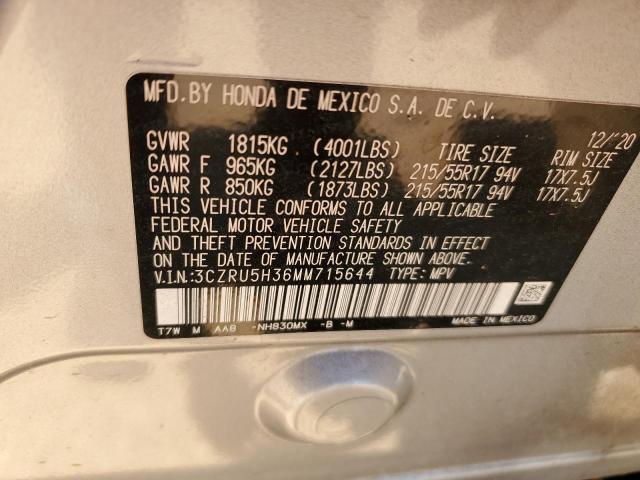 MFD. BY HONDA DE MEXICO S.A. DE C.V.
12/'20
GVWR 1815KG (4001LBS) TIRE SIZE RIM SIZE
GAWR F 965KG (2127LBS) 215/55R17 94V 17X7.5J
GAWR R 850KG (1873LBS) 215/55R17 94V 17X7.5J
THIS VEHICLE CONFORMS TO ALL APPLICABLE
FEDERAL MOTOR VEHICLE SAFETY
AND THEFT PREVENTION STANDARDS IN EFFECT
ON THE DATE OF MANUFACTURE SHOWN ABOVE.
V.I.N.:3CZRU5H36MM715644 TYPE: MPV
T7W M AAB -NH830MX -B -M MADE IN MEXICO